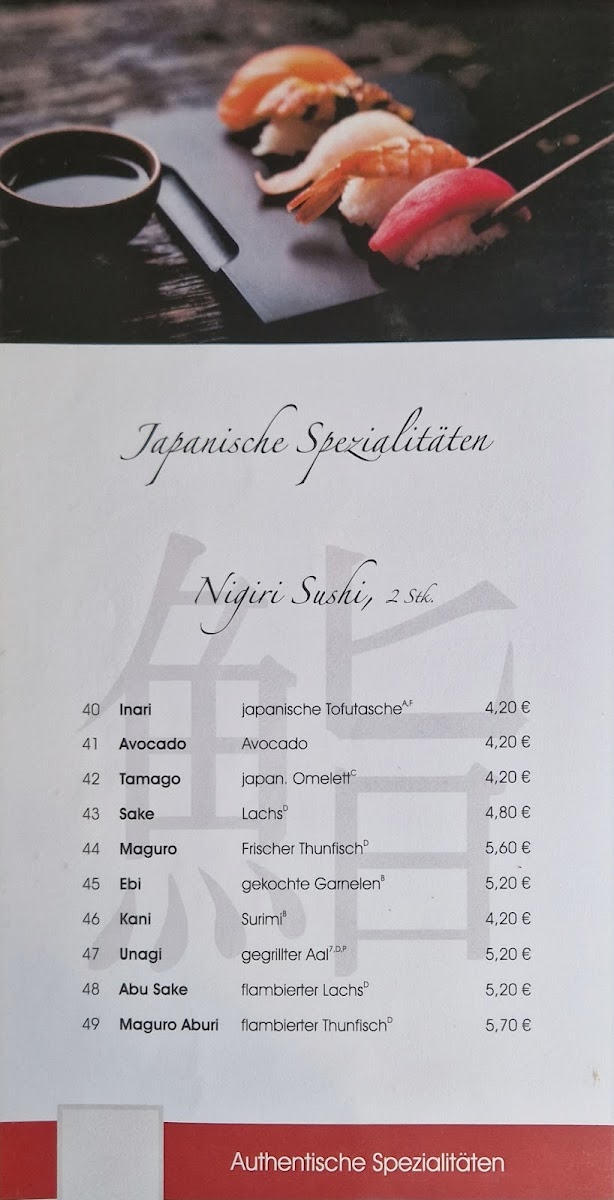 Japanische Spezialitäten
Nigiri Sushi, 2 Stk.
鮨
40 Inari japanische Tofutasche A,F 4,20 €
41 Avocado Avocado 4,20 €
42 Tamago japan. Omelett C 4,20 €
43 Sake Lachs D 4,80 €
44 Maguro Frischer Thunfisch D 5,60 €
45 Ebi gekochte Garnelen B 5,20 €
46 Kani Surimi B 4,20 €
47 Unagi gegrillter Aal 7,D,P 5,20 €
48 Abu Sake flambierter Lachs D 5,20 €
49 Maguro Aburi flambierter Thunfisch D 5,70 €
Authentische Spezialitäten